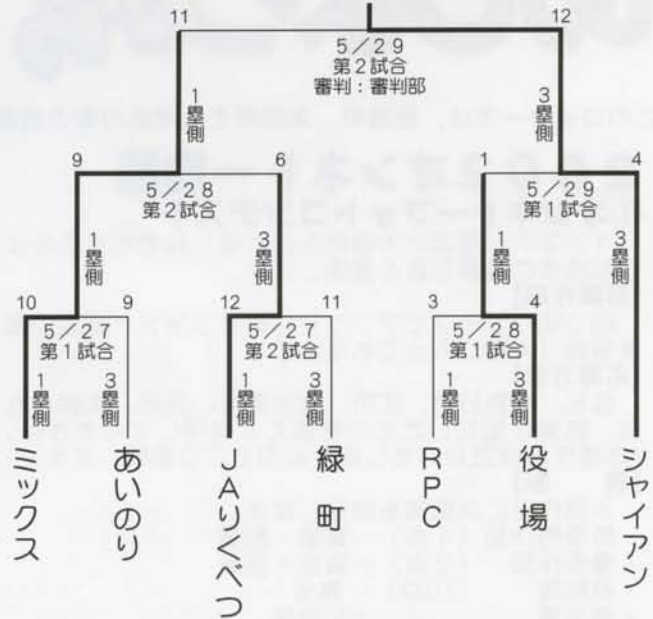 11
12
5／29
第2試合
審判：審判部
1塁側
3塁側
9
6
1
4
5／28
第2試合
5／29
第1試合
1塁側
3塁側
1塁側
3塁側
10
9
12
11
3
4
5／27
第1試合
5／27
第2試合
5／28
第1試合
1塁側
3塁側
1塁側
3塁側
1塁側
3塁側
ミックス
あいのり
JAりくべつ
緑町
RPC
役場
シャイアン